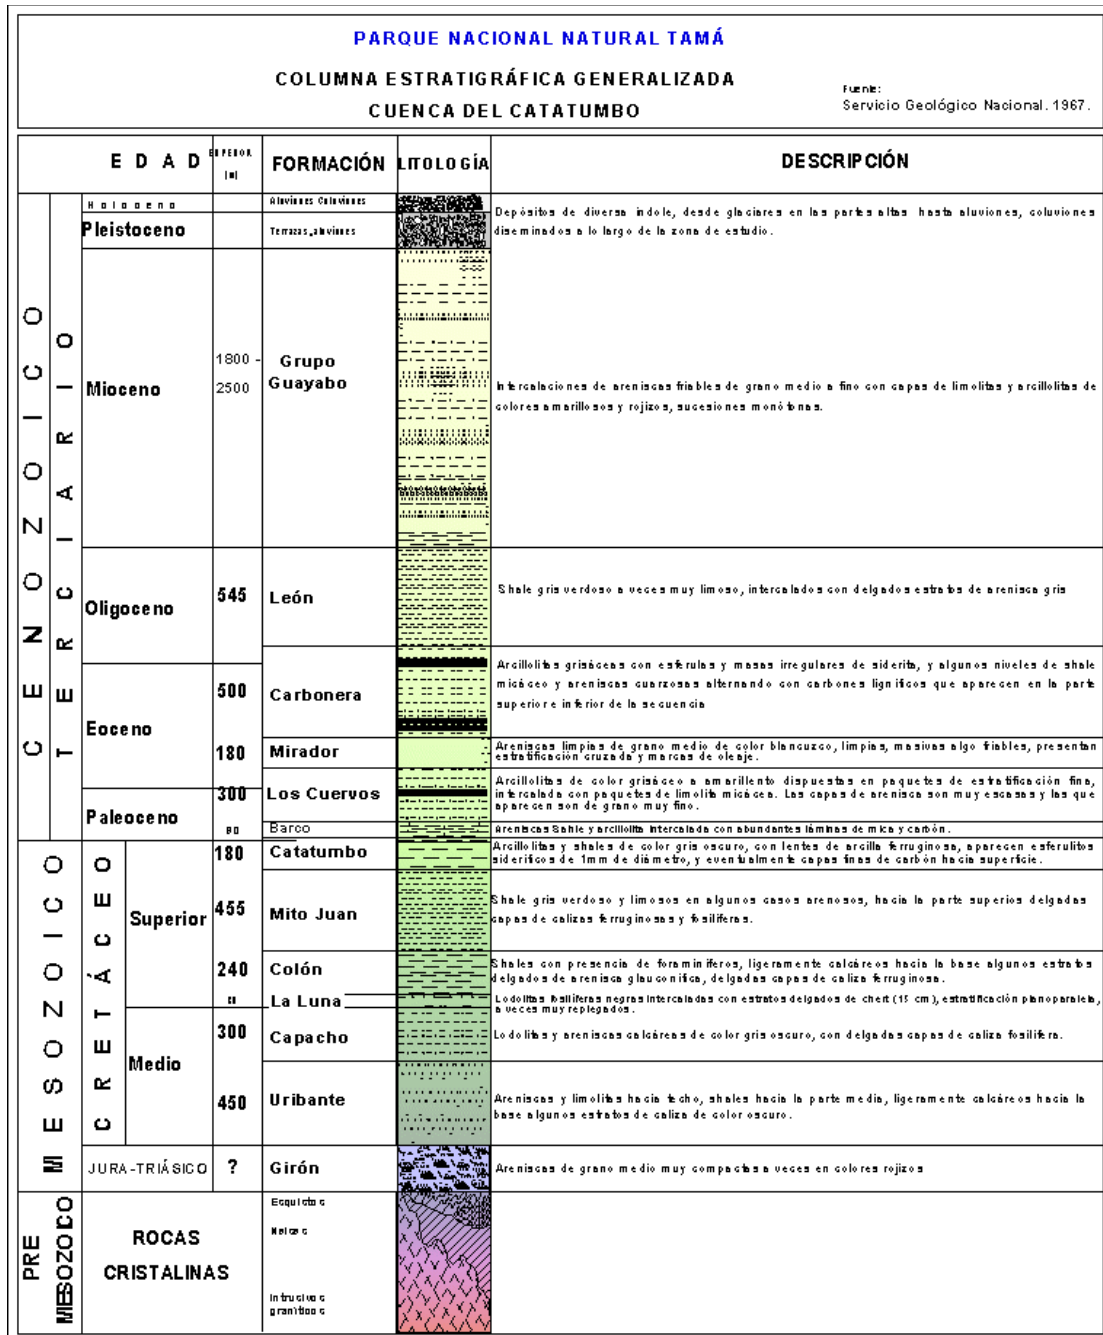 PARQUE NACIONAL NATURAL TAMÁ
COLUMNA ESTRATIGRÁFICA GENERALIZADA
CUENCA DEL CATATUMBO
Fuente:
Servicio Geológico Nacional. 1967.
EDAD
(m)
FORMACIÓN
LITOLOGÍA
DESCRIPCIÓN
CENOZOICO
TERCIARIO
Holoceno
Aluviones Coluviones
Pleistoceno
Terrazas, aluviones
Depósitos de diversa índole, desde glaciares en las partes altas hasta aluviones, coluviones
diseminados a lo largo de la zona de estudio.
Mioceno
1800 -
2500
Grupo
Guayabo
Intercalaciones de areniscas friables de grano medio a fino con capas de limolitas y arcillolitas de
colores amarillosos y rojizos, sucesiones monótonas.
Oligoceno
545
León
Shale gris verdoso a veces muy limoso, intercalados con delgados estratos de arenisca gris
Eoceno
500
Carbonera
Arcillolitas grisáceas con esferulas y masas irregulares de siderita, y algunos niveles de shale
micáceo y areniscas cuarzosas alternando con carbones ligníticos que aparecen en la parte
superior e inferior de la secuencia
180
Mirador
Areniscas limpias de grano medio de color blancuzco, limpias, masivas algo friables, presentan
estratificación cruzada y marcas de oleaje.
Paleoceno
300
Los Cuervos
Arcillolitas de color grisáceo a amarillento dispuestas en paquetes de estratificación fina,
intercalada con paquetes de limolita micácea. Las capas de arenisca son muy escasas y las que
aparecen son de grano muy fino.
Barco
Areniscas Sahle y arcillolita intercalada con abundantes láminas de mica y carbón.
MESOZOICO
CRETÁCEO
Superior
180
Catatumbo
Arcillolitas y shales de color gris oscuro, con lentes de arcilla ferruginosa, aparecen esferulitos
sideríticos de 1mm de diámetro, y eventualmente capas finas de carbón hacia superficie.
455
Mito Juan
Shale gris verdoso y limosos en algunos casos arenosos, hacia la parte superios delgadas
capas de calizas ferruginosas y fosilíferas.
240
Colón
Shales con presencia de foraminíferos, ligeramente calcáreos hacia la base algunos estratos
delgados de arenisca glauconítica, delgadas capas de caliza ferruginosa.
La Luna
Lodolitas fosilíferas negras intercaladas con estratos delgados de chert (15 cm), estratificación planoparalela,
a veces muy replegados.
Medio
300
Capacho
Lodolitas y areniscas calcáreas de color gris oscuro, con delgadas capas de caliza fosilífera.
450
Uribante
Areniscas y limolitas hacia techo, shales hacia la parte media, ligeramente calcáreos hacia la
base algunos estratos de caliza de color oscuro.
JURA-TRIÁSICO
?
Girón
Areniscas de grano medio muy compactas a veces en colores rojizos
PRE
MESOZOICO
ROCAS
CRISTALINAS
Esquistos
Neises
Intrusivos
graníticos